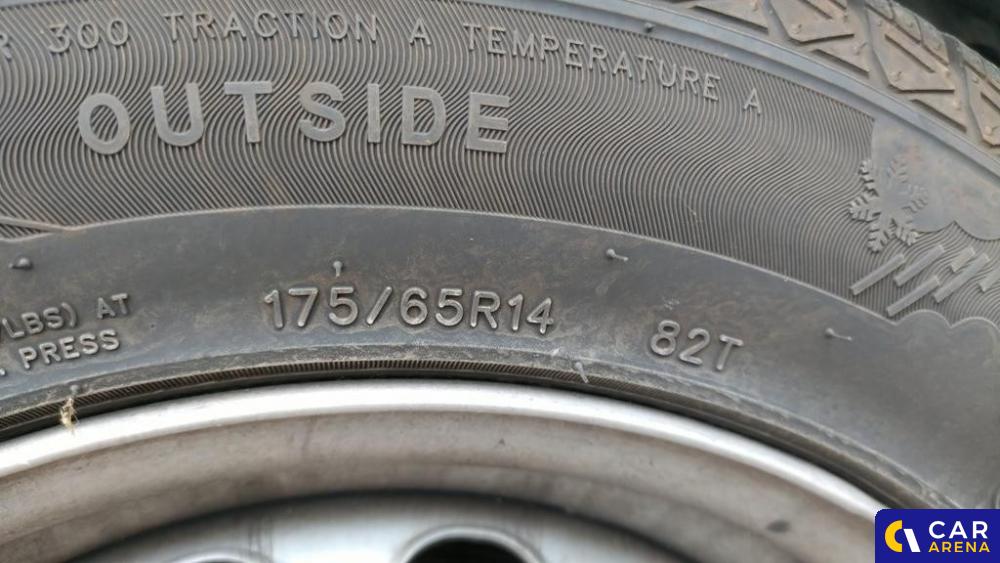 300 TRACTION A TEMPERATURE A
OUTSIDE
LBS) AT
PRESS
175/65R14 82T
CAR
ARENA